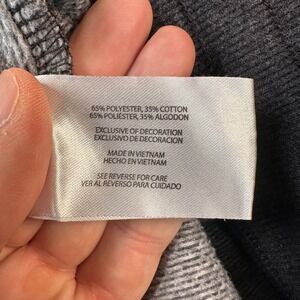 65% POLYESTER, 35% COTTON
65% POLIÉSTER, 35% ALGODON
EXCLUSIVE OF DECORATION
EXCLUSIVO DE DECORACION
MADE IN VIETNAM
HECHO EN VIETNAM
SEE REVERSE FOR CARE
VER AL REVERSO PARA CUIDADO